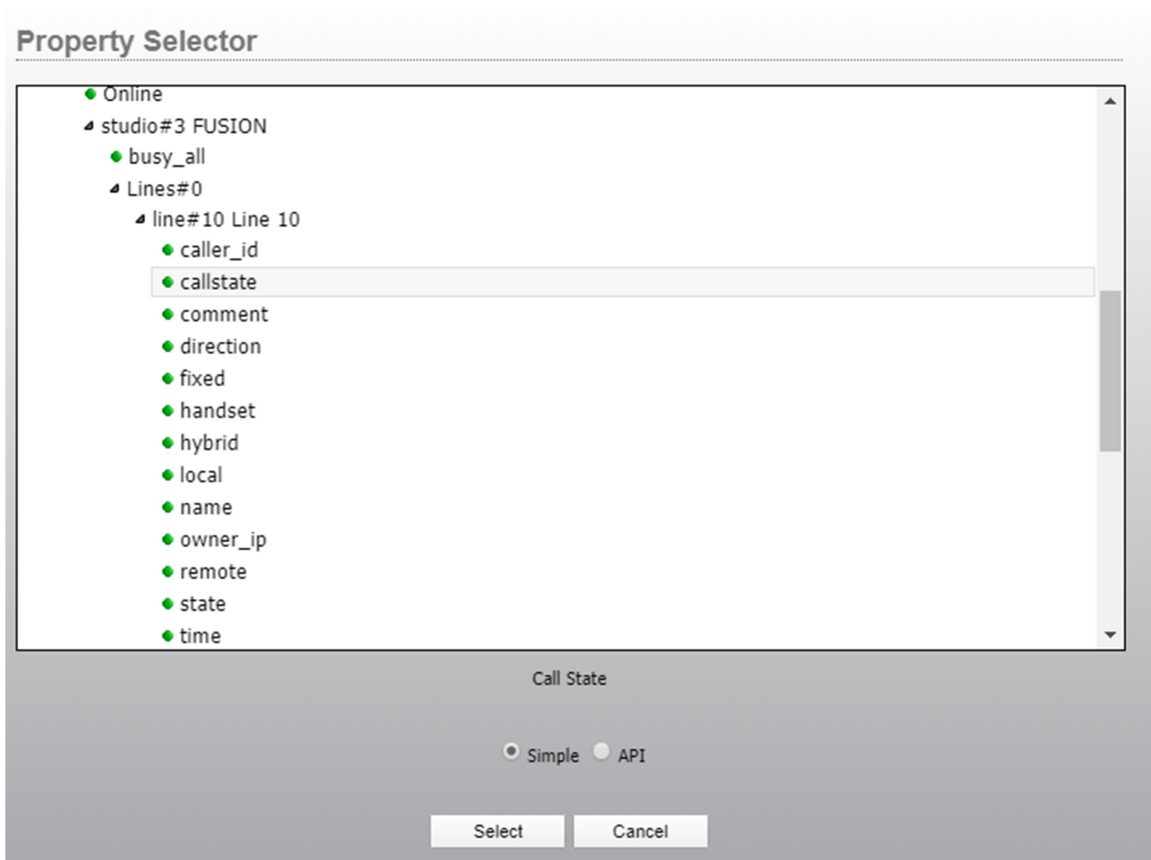 Property Selector
Online
studio#3 FUSION
busy_all
Lines#0
line#10 Line 10
caller_id
callstate
comment
direction
fixed
handset
hybrid
local
name
owner_ip
remote
state
time
Call State
Simple API
Select Cancel